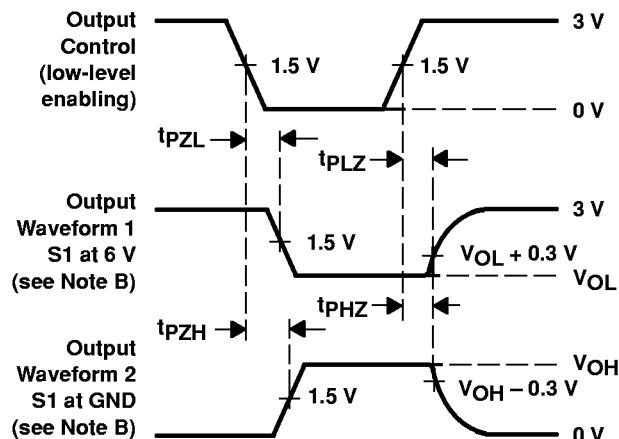 Output
Control
(low-level
enabling)
1.5 V
1.5 V
3 V
0 V
tPZL
tPLZ
Output
Waveform 1
S1 at 6 V
(see Note B)
1.5 V
3 V
VOL + 0.3 V
VOL
tPHZ
tPZH
Output
Waveform 2
S1 at GND
(see Note B)
1.5 V
VOH
VOH – 0.3 V
0 V